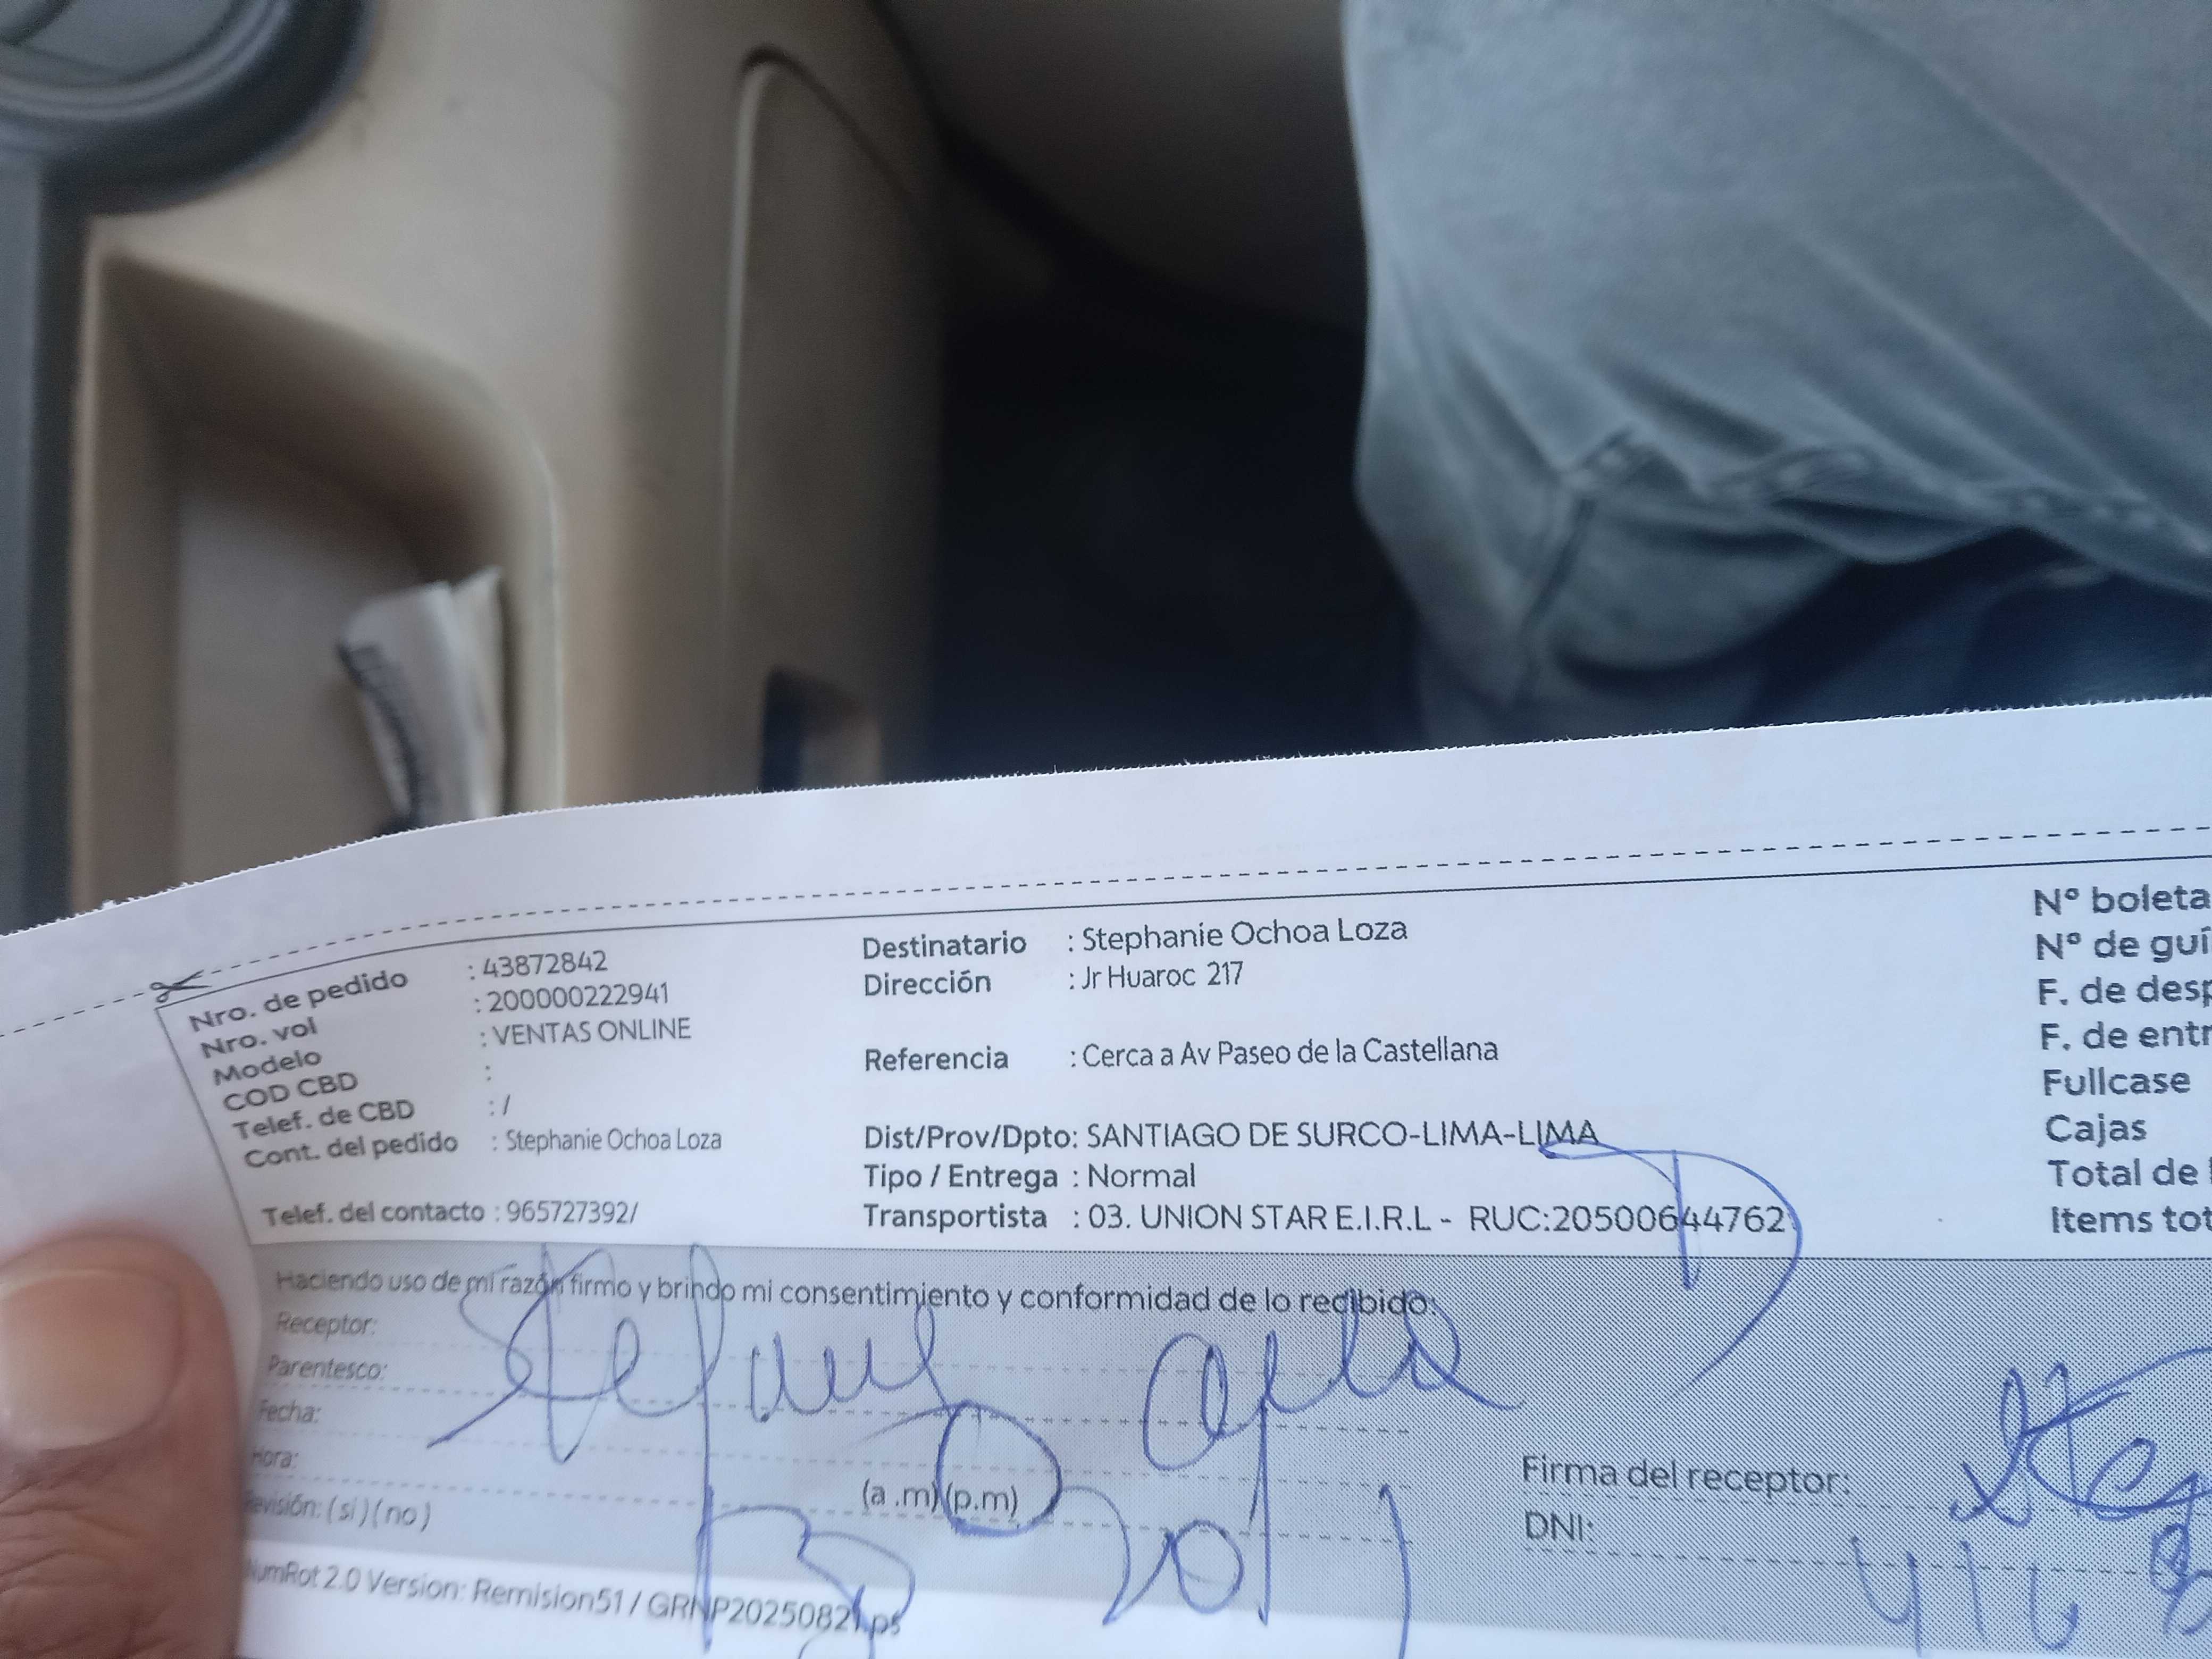 Nro. de pedido : 43872842
Nro. vol : 200000222941
Modelo : VENTAS ONLINE
COD CBD :
Telef. de CBD : /
Cont. del pedido : Stephanie Ochoa Loza
Telef. del contacto : 965727392/
Destinatario : Stephanie Ochoa Loza
Dirección : Jr Huaroc 217
Referencia : Cerca a Av Paseo de la Castellana
Dist/Prov/Dpto: SANTIAGO DE SURCO-LIMA-LIMA
Tipo / Entrega : Normal
Transportista : 03. UNION STAR E.I.R.L - RUC:20500644762
N° boleta
N° de guí
F. de desp
F. de entr
Fullcase
Cajas
Total de
Items tot
Haciendo uso de mi razón firmo y brindo mi consentimiento y conformidad de lo recibido:
Receptor:
Parentesco:
Fecha:
Hora: (a .m) (p.m)
Revisión: ( si ) ( no )
Firma del receptor:
DNI:
NumRot 2.0 Version: Remision51 / GRNP20250821.ps